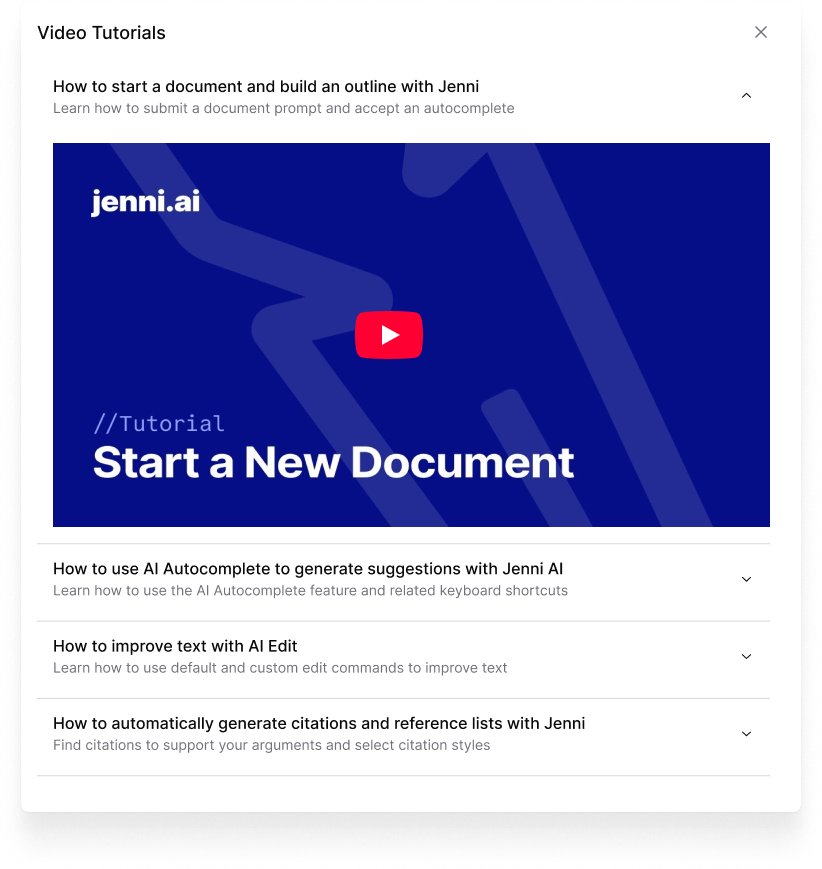 Video Tutorials
How to start a document and build an outline with Jenni
Learn how to submit a document prompt and accept an autocomplete
jenni.ai
//Tutorial
Start a New Document
How to use AI Autocomplete to generate suggestions with Jenni AI
Learn how to use the AI Autocomplete feature and related keyboard shortcuts
How to improve text with AI Edit
Learn how to use default and custom edit commands to improve text
How to automatically generate citations and reference lists with Jenni
Find citations to support your arguments and select citation styles